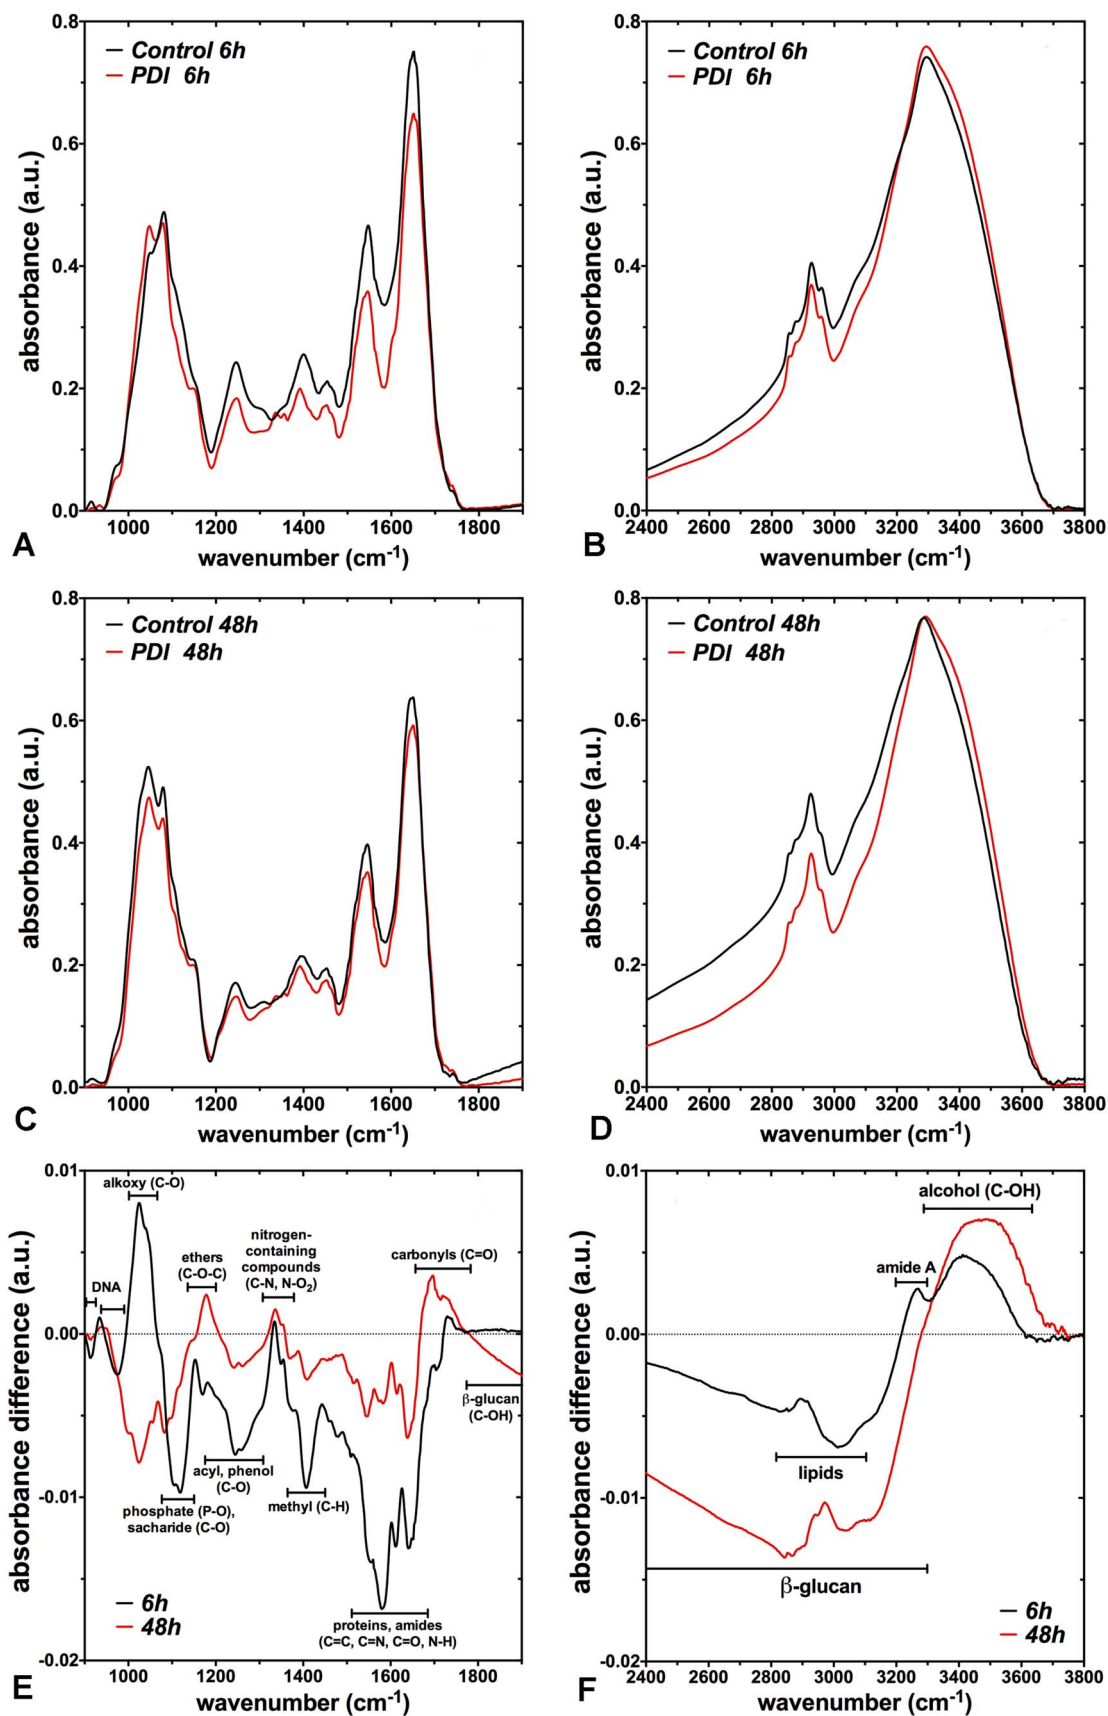 Control 6h
PDI 6h
absorbance (a.u.)
0.8
0.6
0.4
0.2
0.0
1000 1200 1400 1600 1800
wavenumber (cm-1)
A
Control 6h
PDI 6h
absorbance (a.u.)
0.8
0.6
0.4
0.2
0.0
2400 2600 2800 3000 3200 3400 3600 3800
wavenumber (cm-1)
B
Control 48h
PDI 48h
absorbance (a.u.)
0.8
0.6
0.4
0.2
0.0
1000 1200 1400 1600 1800
wavenumber (cm-1)
C
Control 48h
PDI 48h
absorbance (a.u.)
0.8
0.6
0.4
0.2
0.0
2400 2600 2800 3000 3200 3400 3600 3800
wavenumber (cm-1)
D
absorbance difference (a.u.)
0.01
0.00
-0.01
-0.02
alkoxy (C-O)
DNA
ethers
(C-O-C)
nitrogen-
containing
compounds
(C-N, N-O2)
carbonyls (C=O)
β-glucan
(C-OH)
acyl, phenol
(C-O)
phosphate (P-O),
sacharide (C-O)
methyl (C-H)
proteins, amides
(C=C, C=N, C=O, N-H)
6h
48h
1000 1200 1400 1600 1800
wavenumber (cm-1)
E
absorbance difference (a.u.)
0.01
0.00
-0.01
-0.02
alcohol (C-OH)
amide A
lipids
β-glucan
6h
48h
2400 2600 2800 3000 3200 3400 3600 3800
wavenumber (cm-1)
F